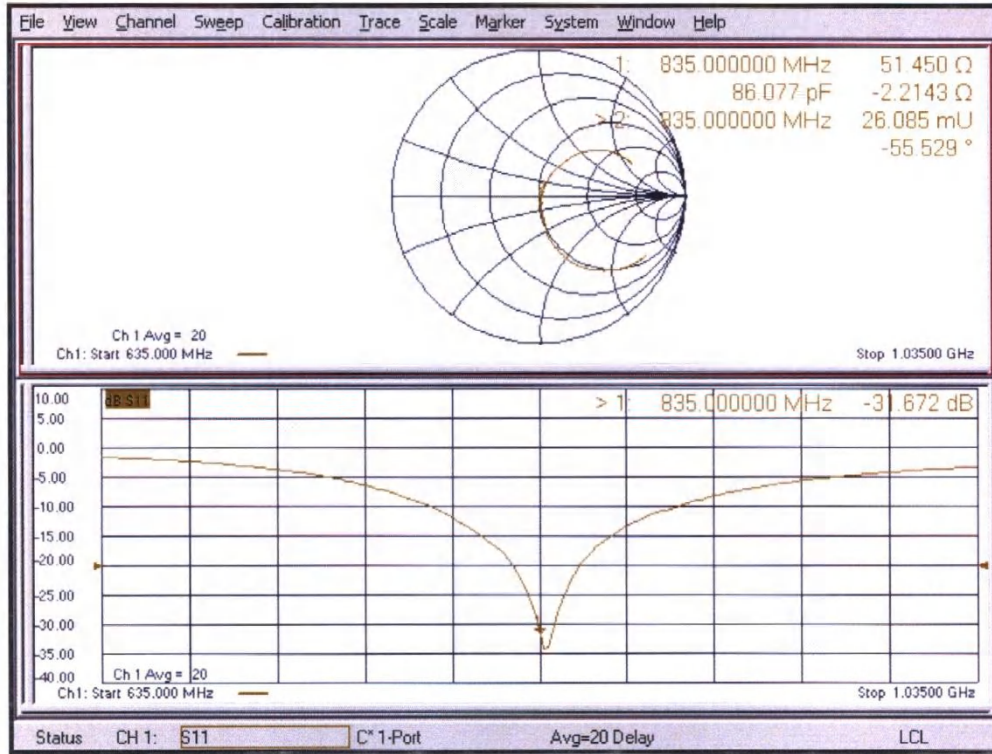 File View Channel Sweep Calibration Trace Scale Marker System Window Help
1: 835.000000 MHz 51.450 Ω
86.077 pF -2.2143 Ω
> 2: 835.000000 MHz 26.085 mU
-55.529 °
Ch 1 Avg = 20
Ch1: Start 635.000 MHz Stop 1.03500 GHz
10.00 dB S11 > 1: 835.000000 MHz -31.672 dB
5.00
0.00
-5.00
-10.00
-15.00
-20.00
-25.00
-30.00
-35.00
-40.00 Ch 1 Avg = 20
Ch1: Start 635.000 MHz Stop 1.03500 GHz
Status CH 1: S11 C* 1-Port Avg=20 Delay LCL